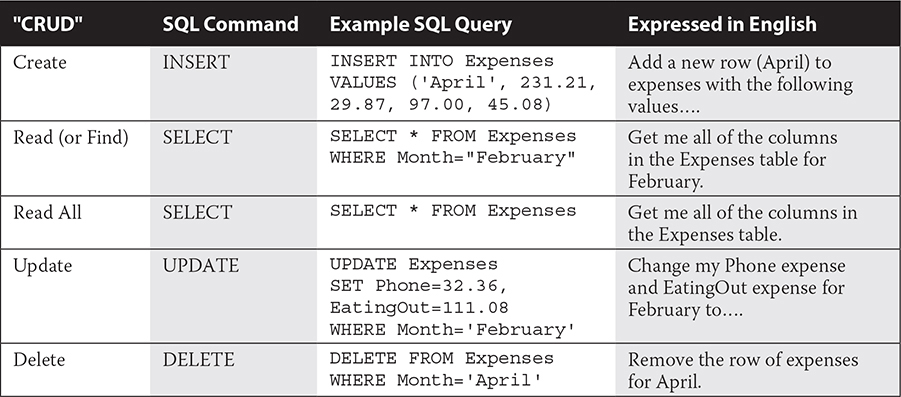 "CRUD" SQL Command Example SQL Query Expressed in English
Create INSERT INSERT INTO Expenses Add a new row (April) to
VALUES ('April', 231.21, expenses with the following
29.87, 97.00, 45.08) values….
Read (or Find) SELECT SELECT * FROM Expenses Get me all of the columns
WHERE Month="February" in the Expenses table for
February.
Read All SELECT SELECT * FROM Expenses Get me all of the columns in
the Expenses table.
Update UPDATE UPDATE Expenses Change my Phone expense
SET Phone=32.36, and EatingOut expense for
EatingOut=111.08 February to….
WHERE Month='February'
Delete DELETE DELETE FROM Expenses Remove the row of expenses
WHERE Month='April' for April.